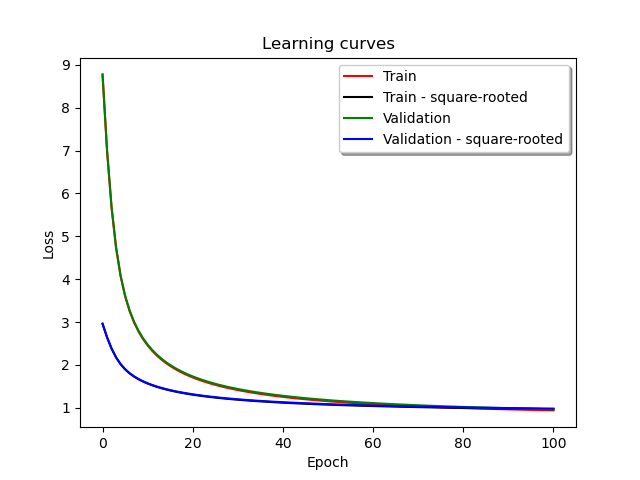 Learning curves
Train
Train - square-rooted
Validation
Validation - square-rooted
9
8
7
6
5
4
3
2
1
Loss
0
20
40
60
80
100
Epoch